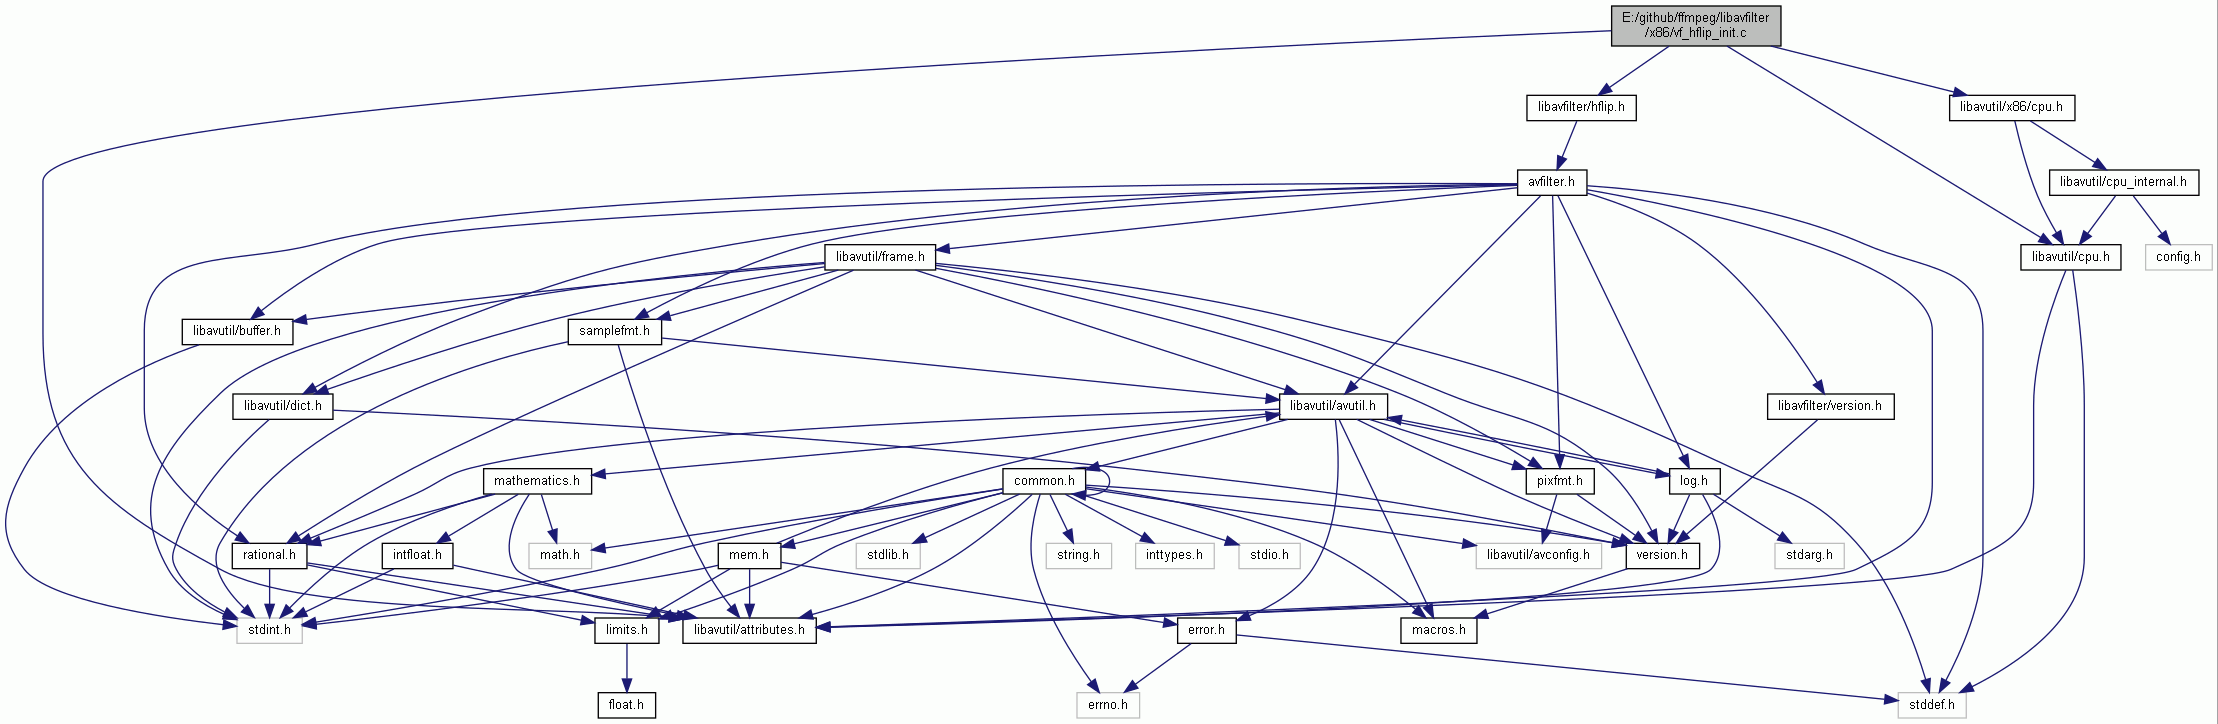 E:/github/ffmpeg/libavfilter
/x86/vf_hflip_init.c
libavfilter/hflip.h
libavutil/x86/cpu.h
avfilter.h
libavutil/cpu_internal.h
libavutil/frame.h
libavutil/cpu.h
config.h
libavutil/buffer.h
samplefmt.h
libavutil/dict.h
libavutil/avutil.h
libavfilter/version.h
mathematics.h
common.h
pixfmt.h
log.h
rational.h
intfloat.h
math.h
mem.h
stdlib.h
string.h
inttypes.h
stdio.h
libavutil/avconfig.h
version.h
stdarg.h
stdint.h
limits.h
libavutil/attributes.h
error.h
macros.h
float.h
errno.h
stddef.h